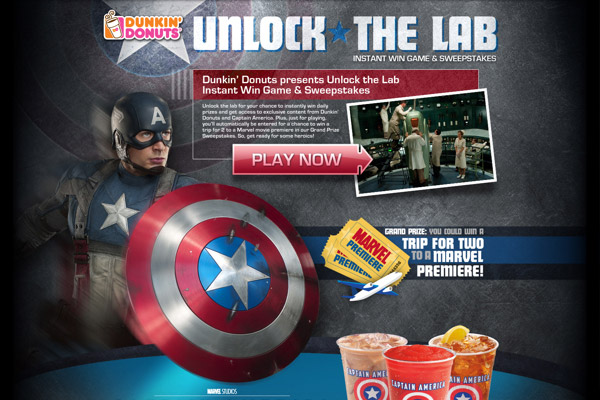 DUNKIN'
DONUTS
UNLOCK THE LAB
INSTANT WIN GAME & SWEEPSTAKES
Dunkin' Donuts presents Unlock the Lab
Instant Win Game & Sweepstakes
Unlock the lab for your chance to instantly win daily
prizes and get access to exclusive content from Dunkin'
Donuts and Captain America. Plus, just for playing,
you'll automatically be entered for a chance to win a
trip for 2 to a Marvel movie premiere in our Grand Prize
Sweepstakes. So, get ready for some heroics!
PLAY NOW
A
GRAND PRIZE: YOU COULD WIN A
TRIP FOR TWO
TO A MARVEL
PREMIERE!
MARVEL
PREMIERE
CAPTAIN AMERICA
CAPTAIN AMERICA
MARVEL STUDIOS